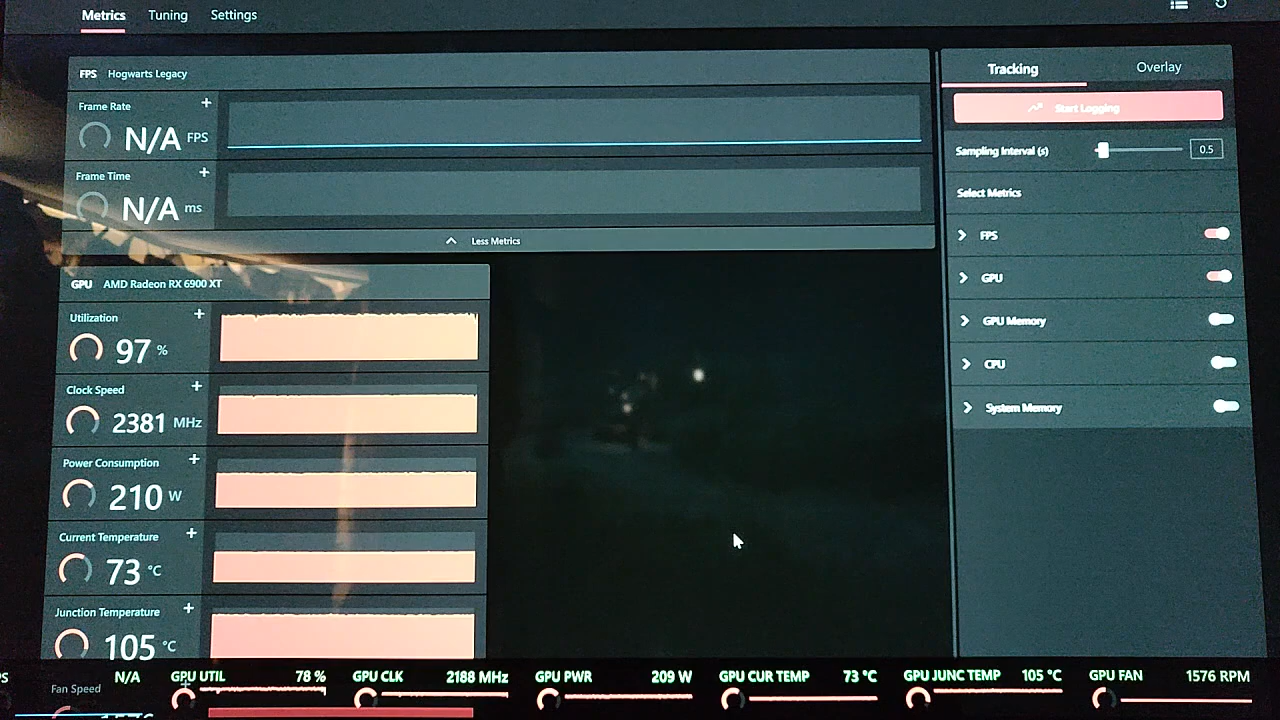 Metrics Tuning Settings
FPS Hogwarts Legacy
Frame Rate +
N/A FPS
Frame Time +
N/A ms
Less Metrics
GPU AMD Radeon RX 6900 XT
Utilization +
97 %
Clock Speed +
2381 MHz
Power Consumption +
210 W
Current Temperature +
73 °C
Junction Temperature +
105 °C
Fan Speed
Tracking Overlay
Start Logging
Sampling Interval (s) 0.5
Select Metrics
FPS
GPU
GPU Memory
CPU
System Memory
N/A GPU UTIL 78 % GPU CLK 2188 MHz GPU PWR 209 W GPU CUR TEMP 73 °C GPU JUNC TEMP 105 °C GPU FAN 1576 RPM